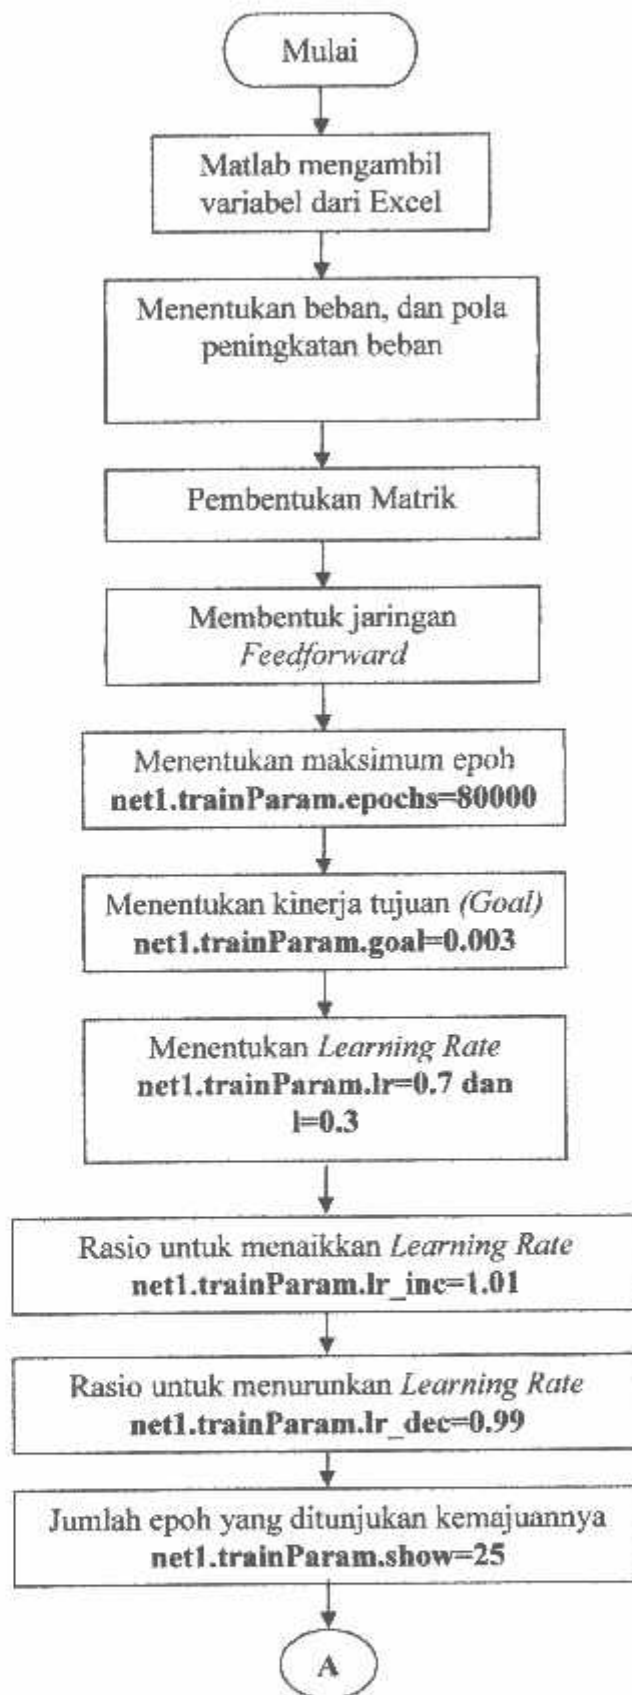 Mulai
Matlab mengambil
variabel dari Excel
Menentukan beban, dan pola
peningkatan beban
Pembentukan Matrik
Membentuk jaringan
Feedforward
Menentukan maksimum epoh
net1.trainParam.epochs=80000
Menentukan kinerja tujuan (Goal)
net1.trainParam.goal=0.003
Menentukan Learning Rate
net1.trainParam.lr=0.7 dan
l=0.3
Rasio untuk menaikkan Learning Rate
net1.trainParam.lr_inc=1.01
Rasio untuk menurunkan Learning Rate
net1.trainParam.lr_dec=0.99
Jumlah epoh yang ditunjukan kemajuannya
net1.trainParam.show=25
A